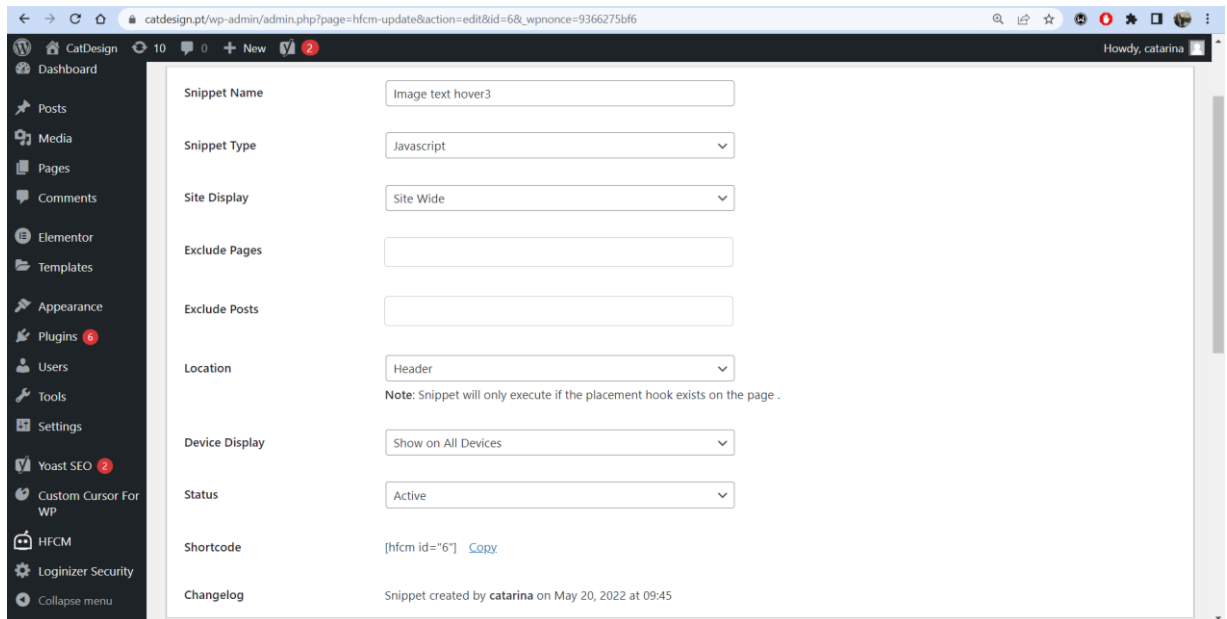 catdesign.pt/wp-admin/admin.php?page=hfcm-update&action=edit&id=6&_wpnonce=9366275bf6
CatDesign 10 0 + New 2 Howdy, catarina
Dashboard
Posts
Media
Pages
Comments
Elementor
Templates
Appearance
Plugins 6
Users
Tools
Settings
Yoast SEO 2
Custom Cursor For
WP
HFCM
Loginizer Security
Collapse menu
Snippet Name Image text hover3
Snippet Type Javascript
Site Display Site Wide
Exclude Pages
Exclude Posts
Location Header
Note: Snippet will only execute if the placement hook exists on the page .
Device Display Show on All Devices
Status Active
Shortcode [hfcm id="6"] Copy
Changelog Snippet created by catarina on May 20, 2022 at 09:45